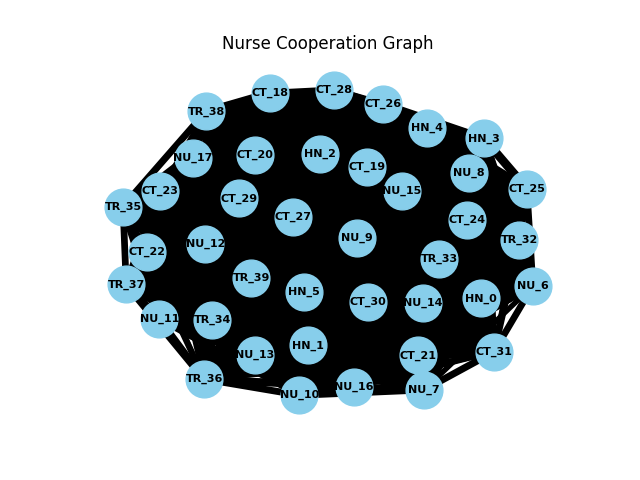 Nurse Cooperation Graph
CT_28
CT_18
CT_26
TR_38
HN_4
HN_3
HN_2
CT_20
NU_17
CT_19
NU_8
CT_25
CT_23
NU_15
CT_29
TR_35
CT_27
CT_24
NU_9
TR_32
NU_12
CT_22
TR_33
TR_39
TR_37
NU_6
HN_5
HN_0
CT_30
NU_14
NU_11
TR_34
HN_1
CT_31
NU_13
CT_21
TR_36
NU_16
NU_7
NU_10